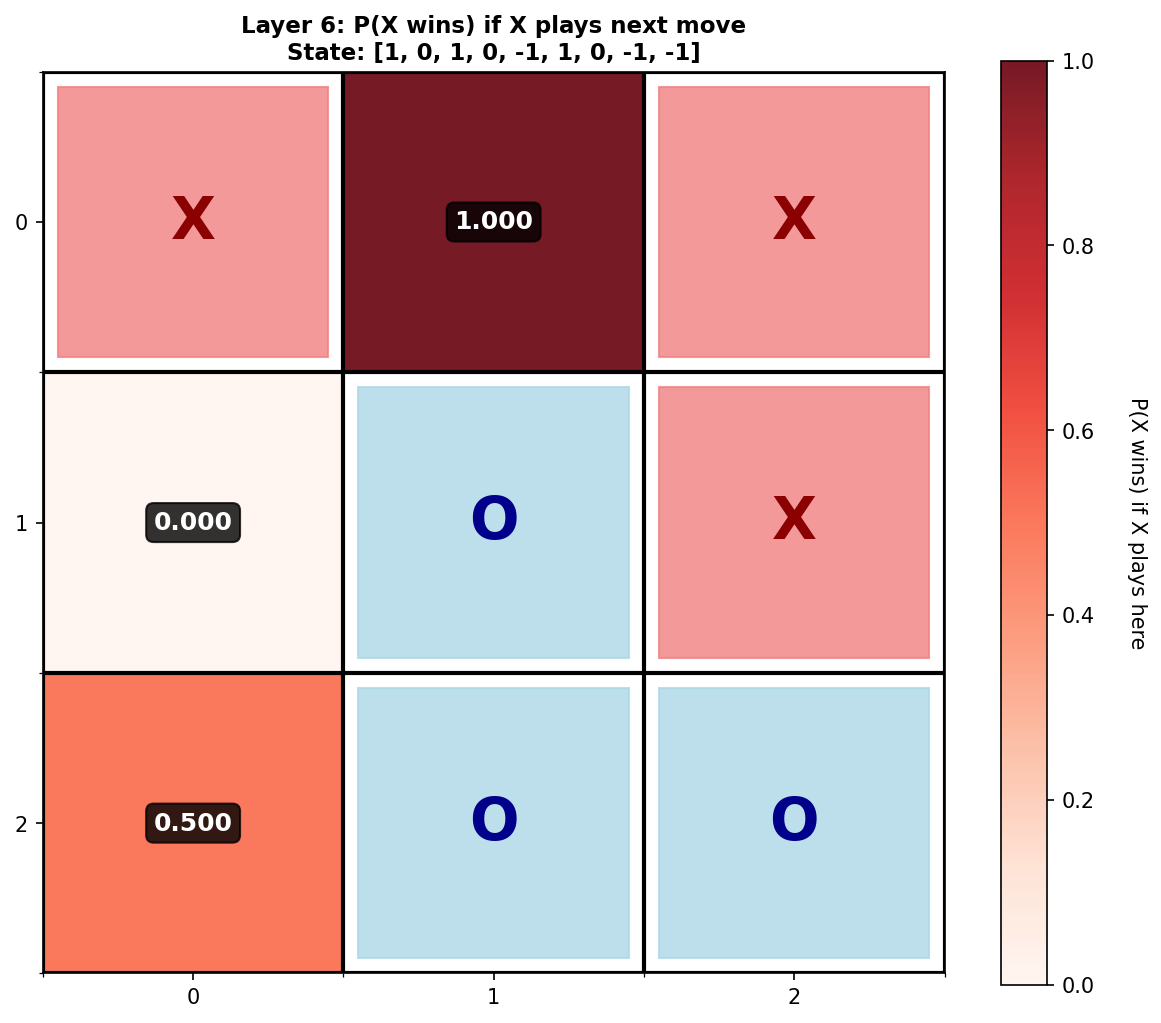 Layer 6: P(X wins) if X plays next move
State: [1, 0, 1, 0, -1, 1, 0, -1, -1]
X
1.000
X
0.000
O
X
0.500
O
O
0
1
2
0
1
2
1.0
0.8
0.6
0.4
0.2
0.0
P(X wins) if X plays here